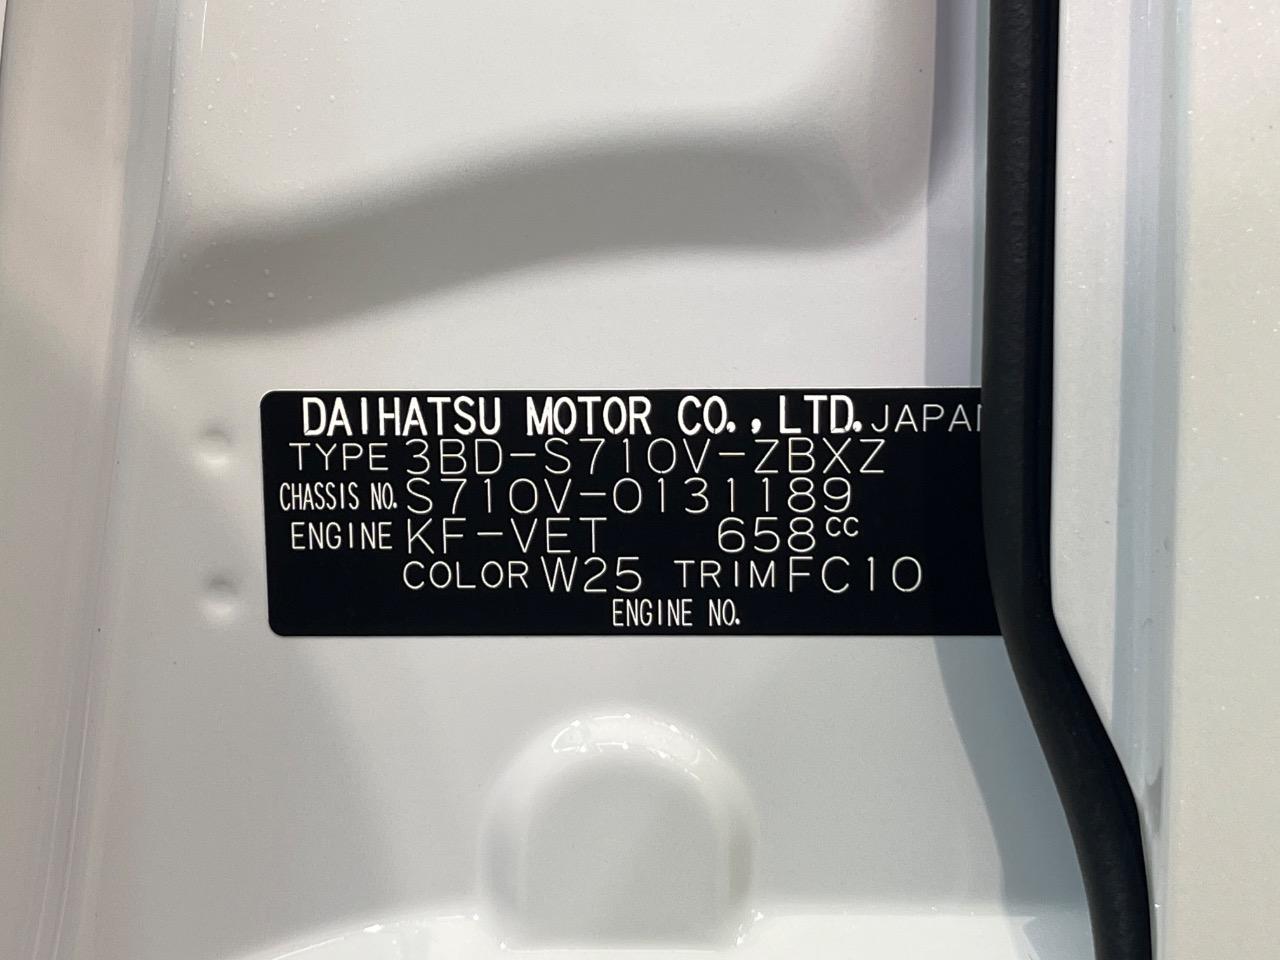 DAIHATSU MOTOR CO., LTD. JAPAN
TYPE 3BD-S710V-ZBXZ
CHASSIS NO. S710V-0131189
ENGINE KF-VET 658cc
COLOR W25 TRIM FC10
ENGINE NO.